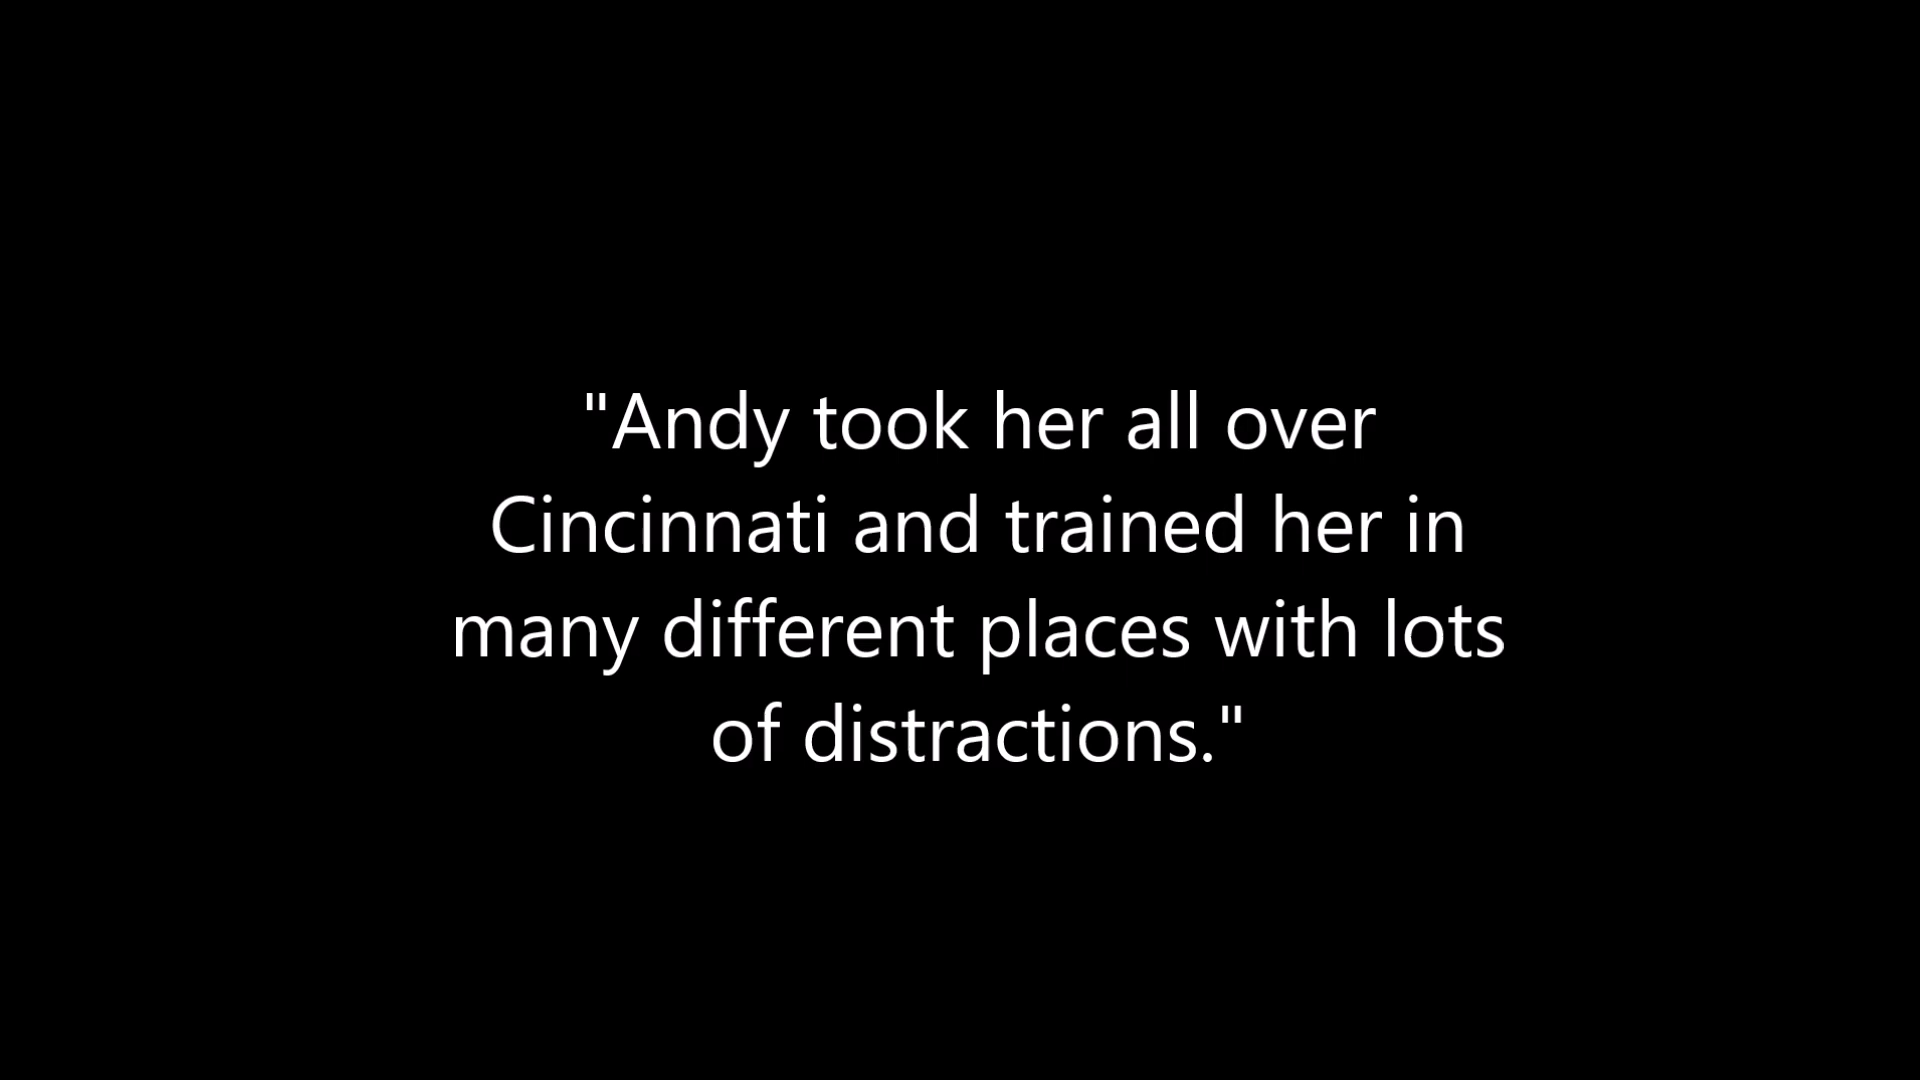 "Andy took her all over
Cincinnati and trained her in
many different places with lots
of distractions."